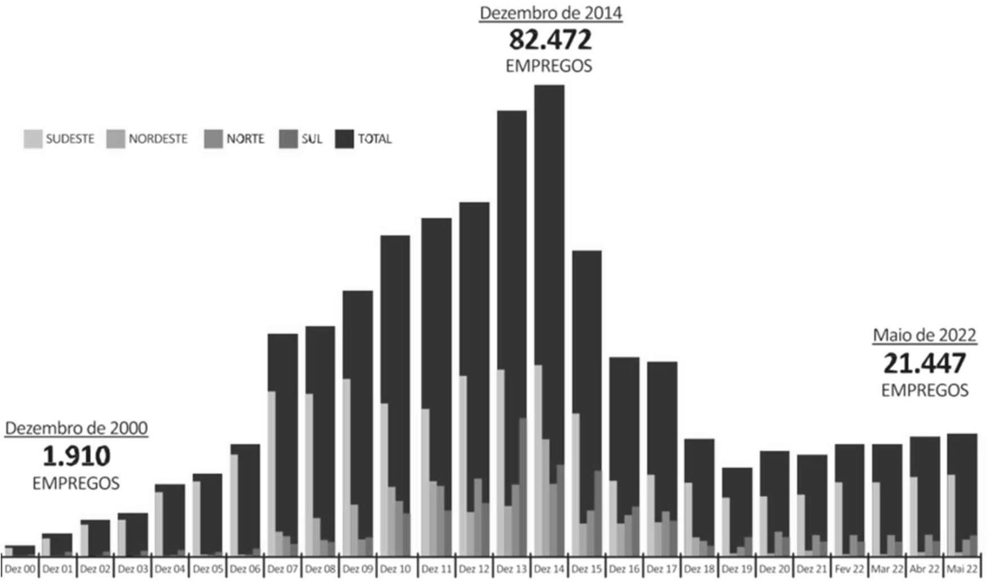 Dezembro de 2014
82.472
EMPREGOS
SUDESTE NORDESTE NORTE SUL TOTAL
Maio de 2022
21.447
EMPREGOS
Dezembro de 2000
1.910
EMPREGOS
Dez 00 Dez 01 Dez 02 Dez 03 Dez 04 Dez 05 Dez 06 Dez 07 Dez 08 Dez 09 Dez 10 Dez 11 Dez 12 Dez 13 Dez 14 Dez 15 Dez 16 Dez 17 Dez 18 Dez 19 Dez 20 Dez 21 Fev 22 Mar 22 Abr 22 Mai 22